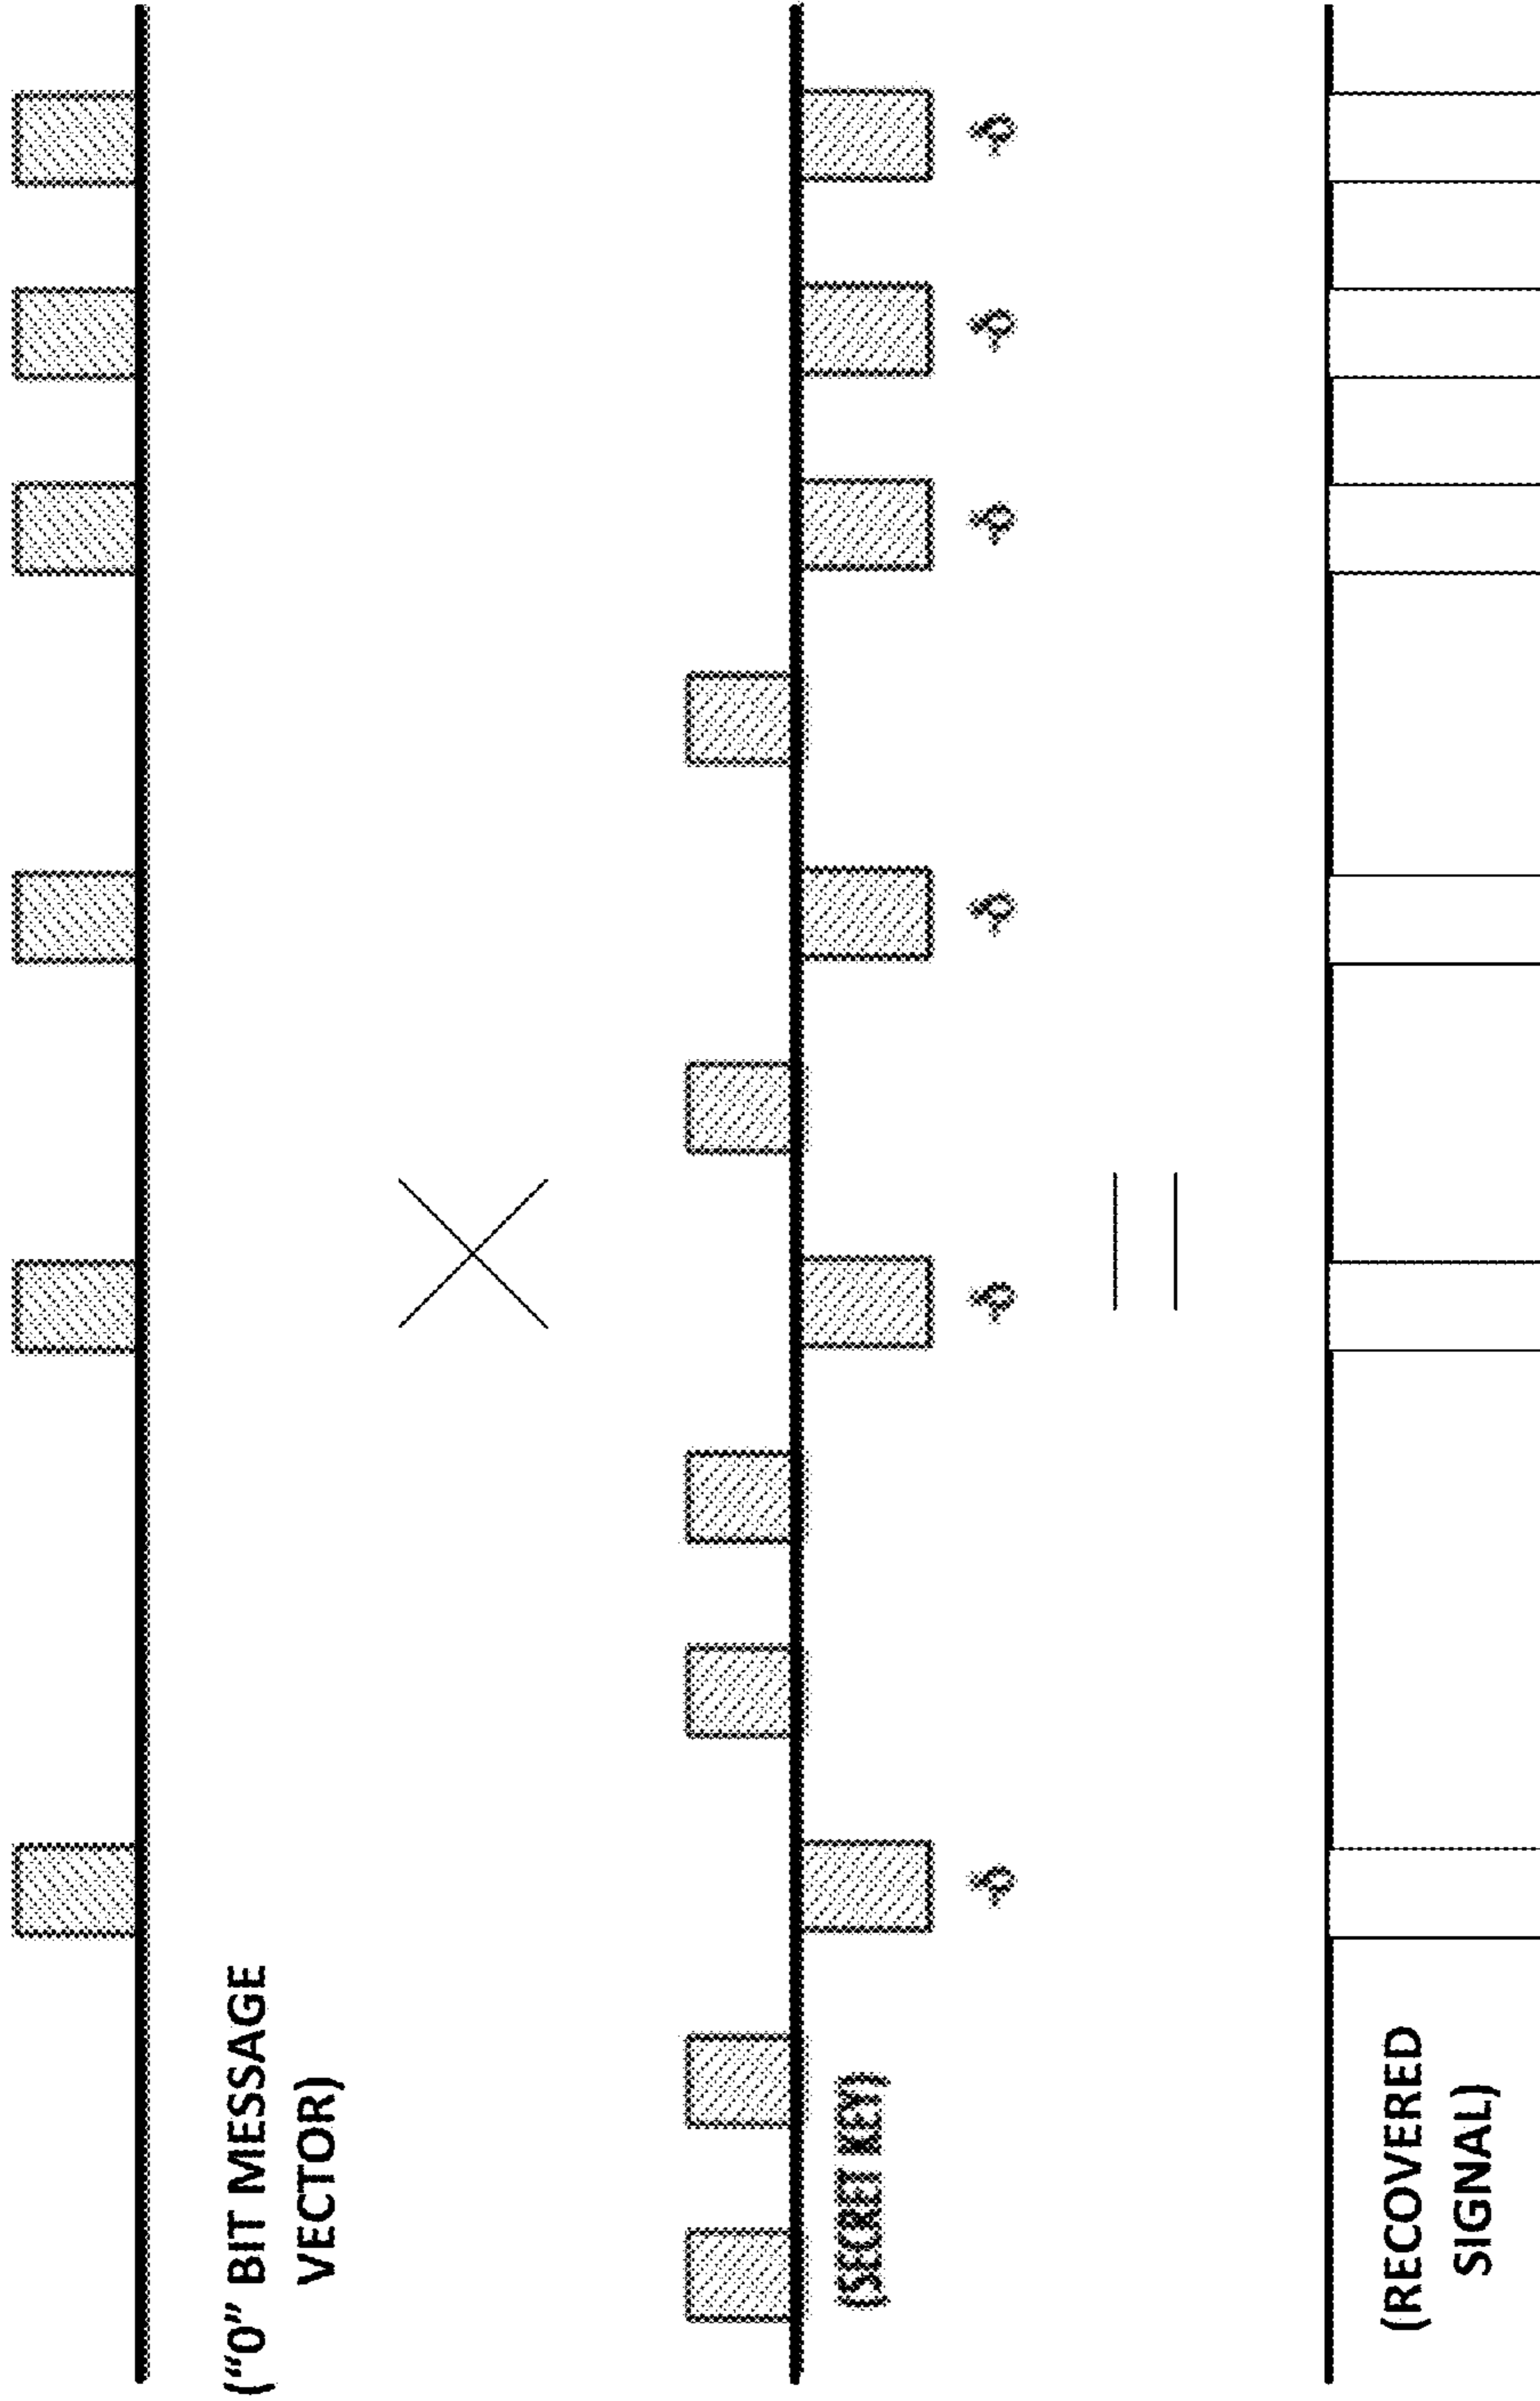 ("0" BIT MESSAGE
VECTOR)
(SECRET KEY)
(RECOVERED
SIGNAL)